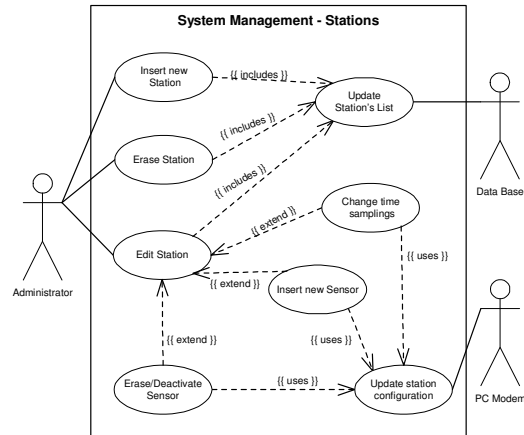 System Management - Stations
Insert new
Station
{{ includes }}
Update
Station's List
{{ includes }}
Erase Station
Data Base
{{ includes }}
Change time
samplings
{{ extend }}
Edit Station
{{ uses }}
{{ extend }}
Insert new Sensor
Administrator
{{ extend }}
{{ uses }}
Erase/Deactivate
Sensor
{{ uses }}
Update station
configuration
PC Modem